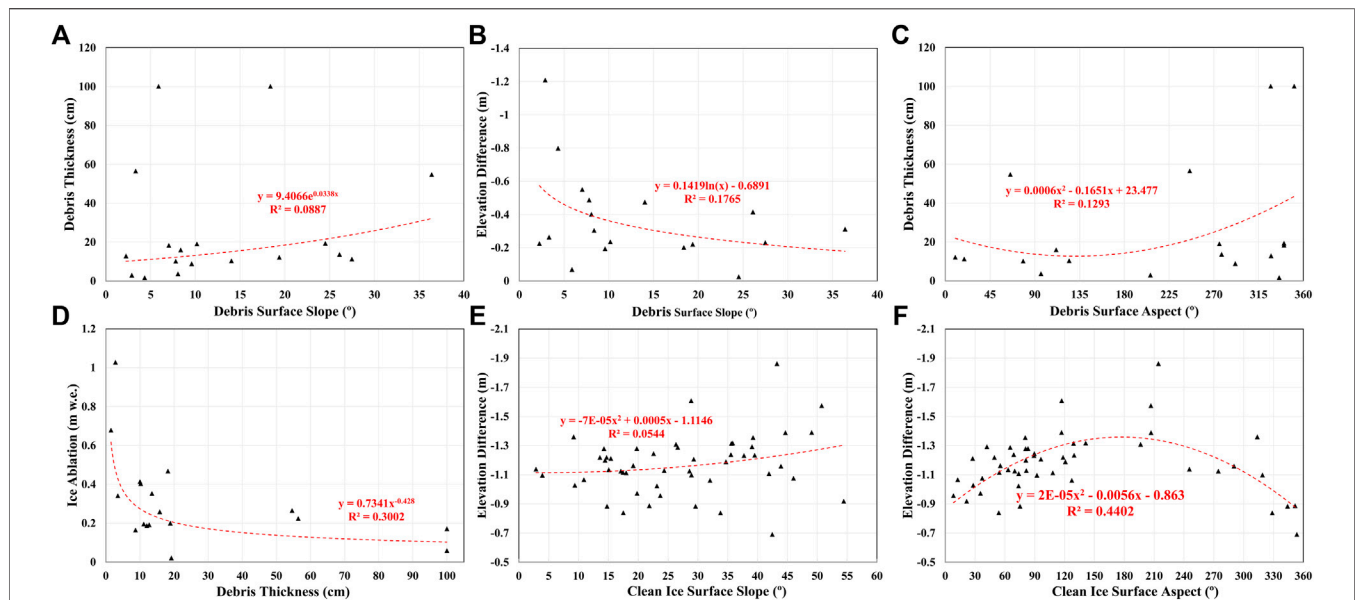 A
Debris Thickness (cm)
120
100
80
60
40
20
0
y = 9.4066e^0.0338x
R² = 0.0887
0 5 10 15 20 25 30 35 40
Debris Surface Slope (º)
B
Elevation Difference (m)
-1.4
-1.2
-1
-0.8
-0.6
-0.4
-0.2
0
y = 0.1419ln(x) - 0.6891
R² = 0.1765
0 5 10 15 20 25 30 35 40
Debris Surface Slope (º)
C
Debris Thickness (cm)
120
100
80
60
40
20
0
y = 0.0006x² - 0.1651x + 23.477
R² = 0.1293
0 45 90 135 180 225 270 315 360
Debris Surface Aspect (º)
D
Ice Ablation (m w.e.)
1.2
1
0.8
0.6
0.4
0.2
0
y = 0.7341x^-0.428
R² = 0.3002
0 10 20 30 40 50 60 70 80 90 100
Debris Thickness (cm)
E
Elevation Difference (m)
-2.1
-1.9
-1.7
-1.5
-1.3
-1.1
-0.9
-0.7
-0.5
y = -7E-05x² + 0.0005x - 1.1146
R² = 0.0544
0 5 10 15 20 25 30 35 40 45 50 55 60
Clean Ice Surface Slope (º)
F
Elevation Difference (m)
-2.1
-1.9
-1.7
-1.5
-1.3
-1.1
-0.9
-0.7
-0.5
y = 2E-05x² - 0.0056x - 0.863
R² = 0.4402
0 30 60 90 120 150 180 210 240 270 300 330 360
Clean Ice Surface Aspect (º)